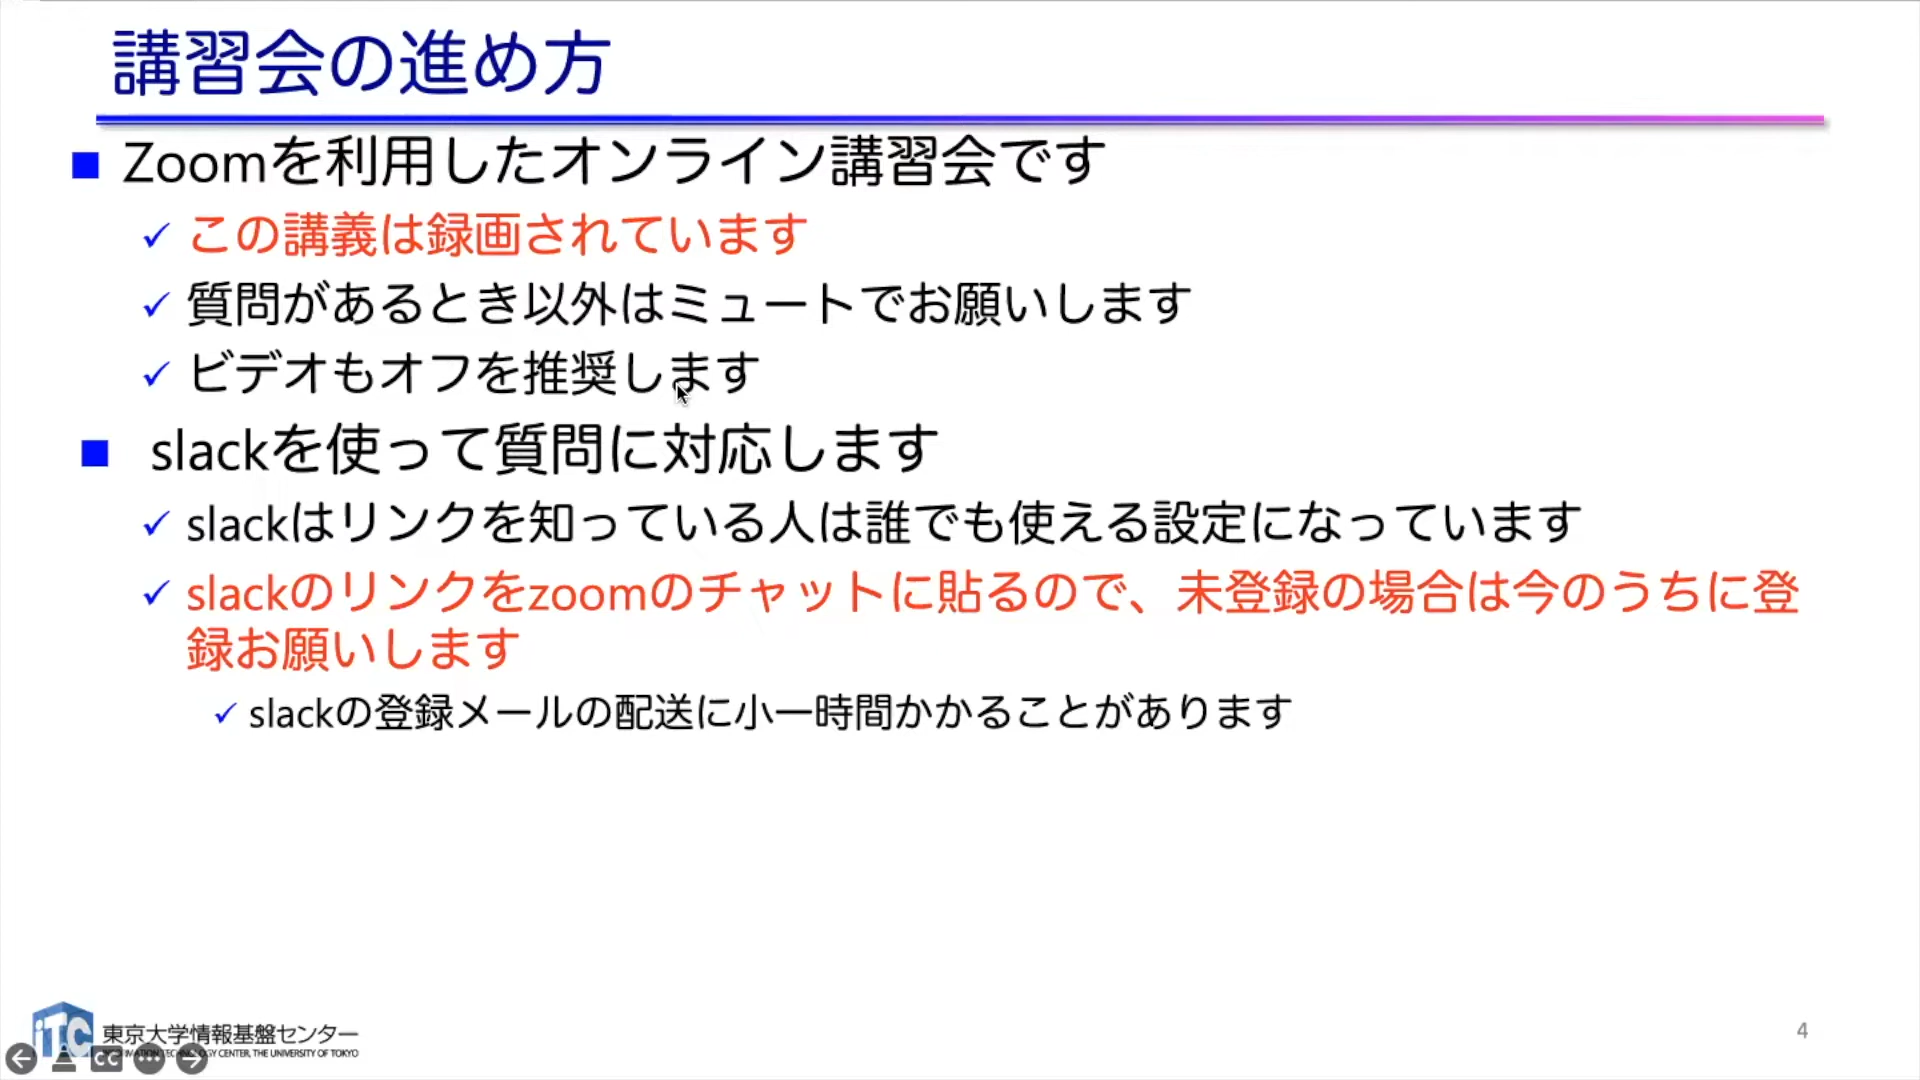 講習会の進め方
Zoomを利用したオンライン講習会です
この講義は録画されています
質問があるとき以外はミュートでお願いします
ビデオもオフを推奨します
slackを使って質問に対応します
slackはリンクを知っている人は誰でも使える設定になっています
slackのリンクをzoomのチャットに貼るので、未登録の場合は今のうちに登
録お願いします
slackの登録メールの配送に小一時間かかることがあります
iTC
東京大学情報基盤センター
TECHNOLOGY CENTER, THE UNIVERSITY OF TOKYO
CC
4